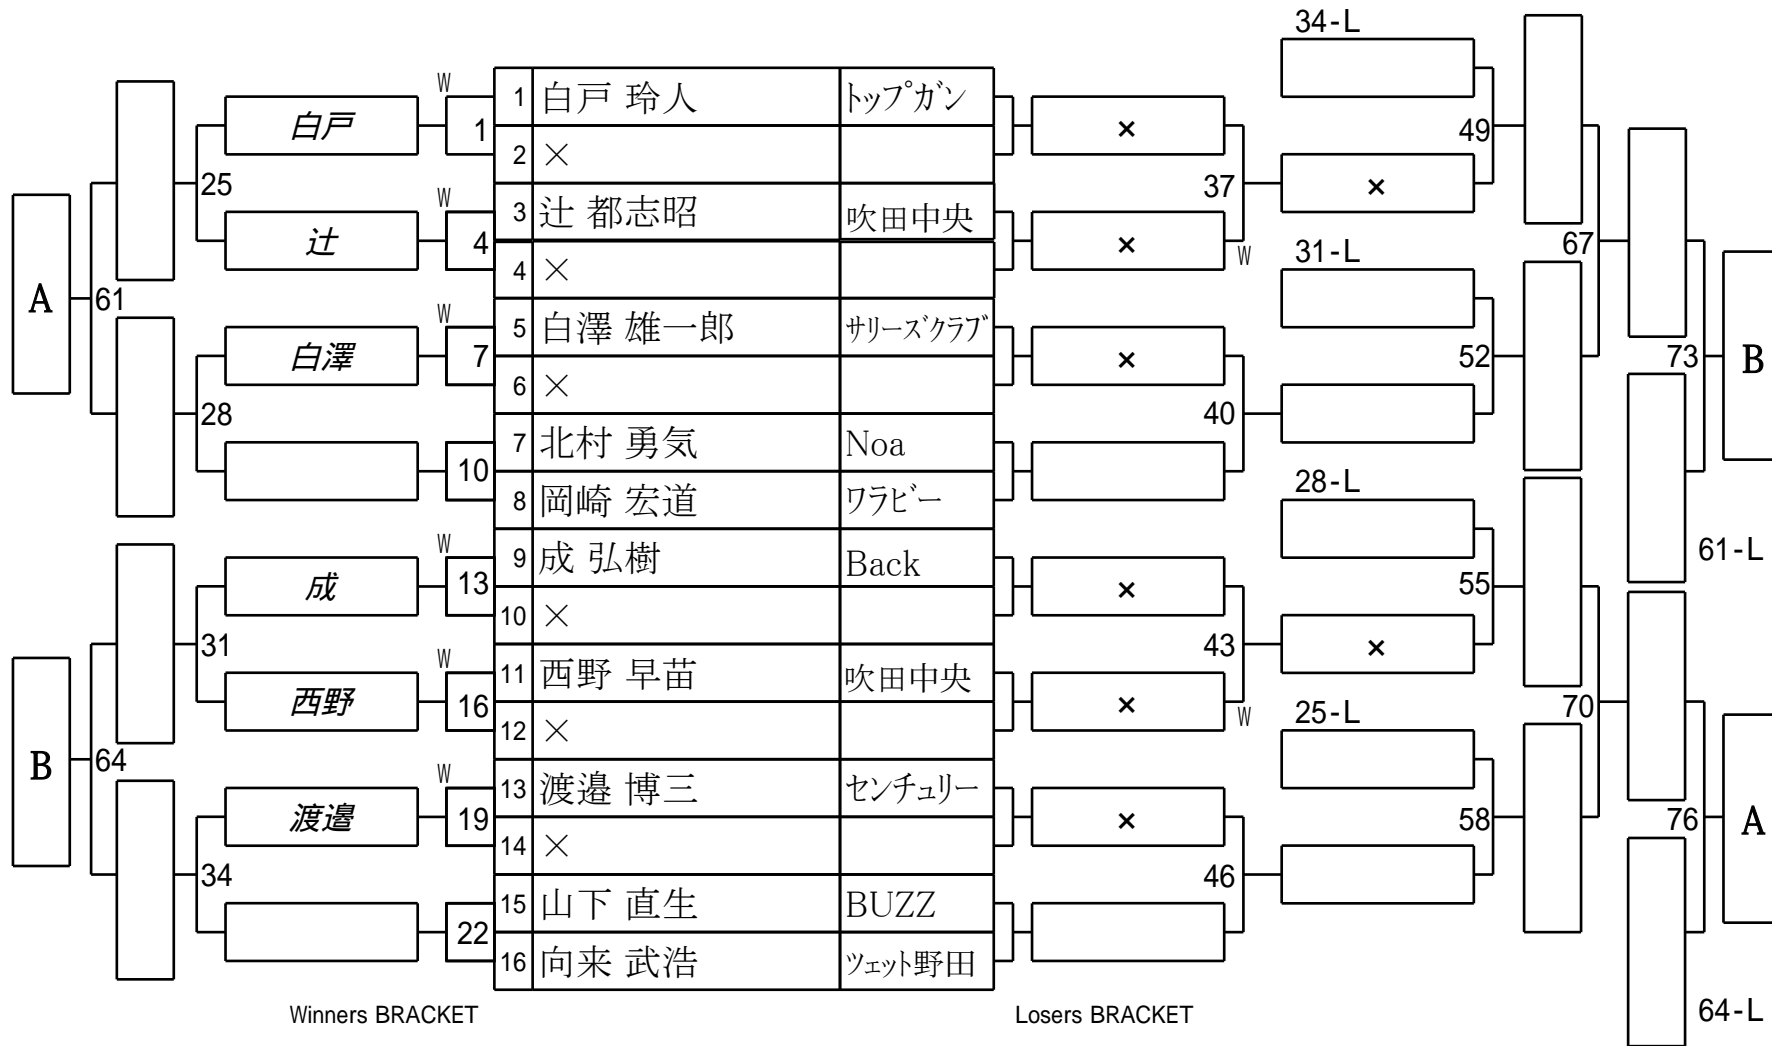 34-L
W
1 白戸 玲人 トップガン
白戸
1
×
49
2 ×
25
W
37
×
3 辻 都志昭 吹田中央
辻
4
×
W
67
4 ×
31-L
A
61
W
5 白澤 雄一郎 サリーズクラブ
白澤
7
×
52
73
B
6 ×
28
40
7 北村 勇気 Noa
10
8 岡崎 宏道 ワラビー
28-L
W
9 成 弘樹 Back
61-L
成
13
×
55
10 ×
31
W
43
×
11 西野 早苗 吹田中央
西野
16
×
W
70
12 ×
25-L
B
64
W
13 渡邉 博三 センチュリー
渡邉
19
×
58
76
A
14 ×
34
46
15 山下 直生 BUZZ
22
16 向来 武浩 ツェット野田
64-L
Winners BRACKET
Losers BRACKET